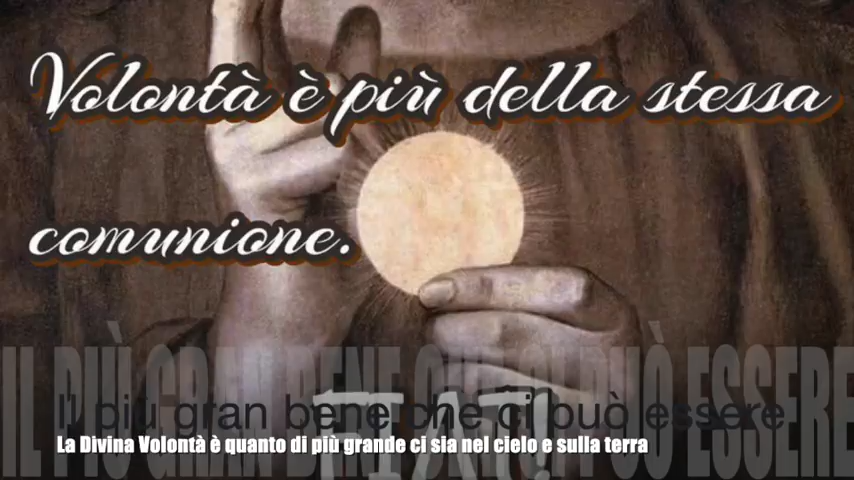 Volontà è più della stessa
comunione.
IL PIÙ GRAN BENE CHE CI PUÒ ESSERE
Il più gran bene che ci può essere
FIAT!
La Divina Volontà è quanto di più grande ci sia nel cielo e sulla terra